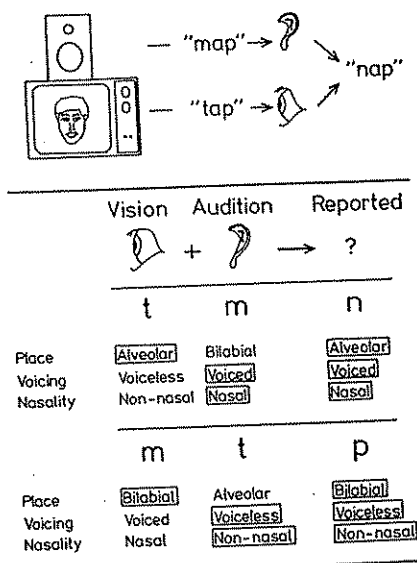 "map"
"nap"
"tap"
Vision Audition Reported
+ ?
t m n
Place Alveolar Bilabial Alveolar
Voicing Voiceless Voiced Voiced
Nasality Non-nasal Nasal Nasal
m t p
Place Bilabial Alveolar Bilabial
Voicing Voiced Voiceless Voiceless
Nasality Nasal Non-nasal Non-nasal